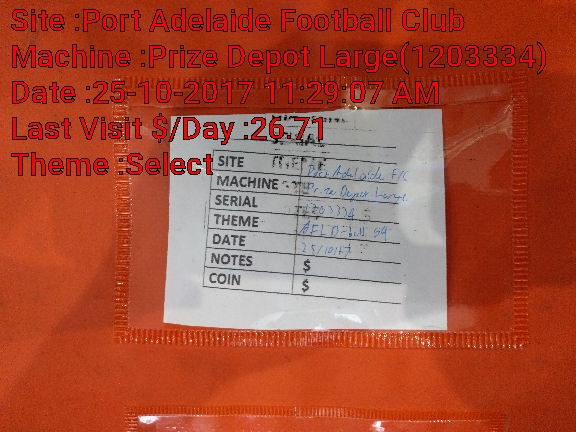 Site :Port Adelaide Football Club
Machine :Prize Depot Large(1203334)
Date :25-10-2017 11:29:07 AM
Last Visit $/Day :26.71
Theme :Select
SITE Port Adelaide F/C
MACHINE Prize Depot Large
SERIAL 1203334
THEME AFL
DATE 25/10/17
NOTES $
COIN $